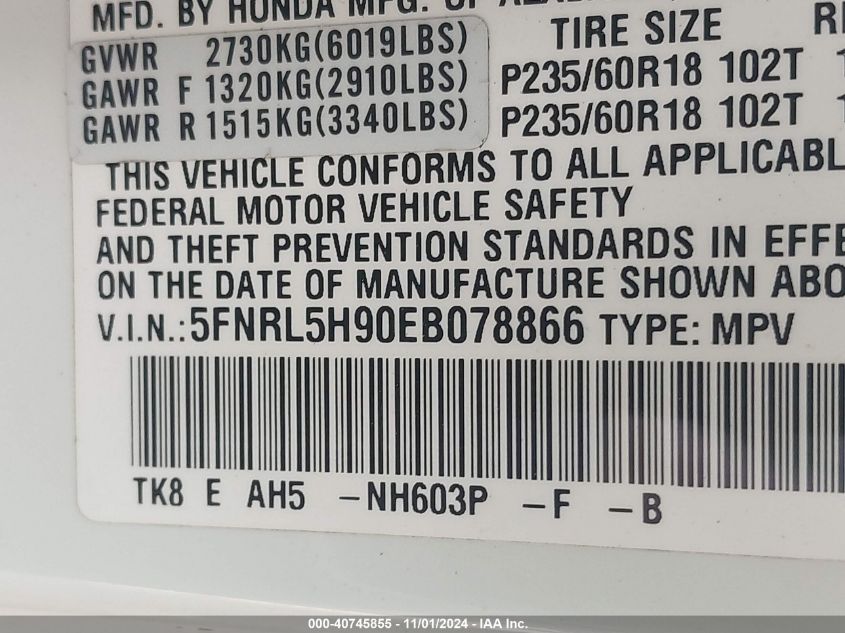 MFD. BY HONDA MFG. OF
GVWR 2730KG(6019LBS) TIRE SIZE
GAWR F 1320KG(2910LBS) P235/60R18 102T
GAWR R 1515KG(3340LBS) P235/60R18 102T
THIS VEHICLE CONFORMS TO ALL APPLICABL
FEDERAL MOTOR VEHICLE SAFETY
AND THEFT PREVENTION STANDARDS IN EFFE
ON THE DATE OF MANUFACTURE SHOWN ABO
V.I.N.:5FNRL5H90EB078866 TYPE: MPV
TK8 E AH5 -NH603P -F -B
000-40745855 - 11/01/2024 - IAA Inc.